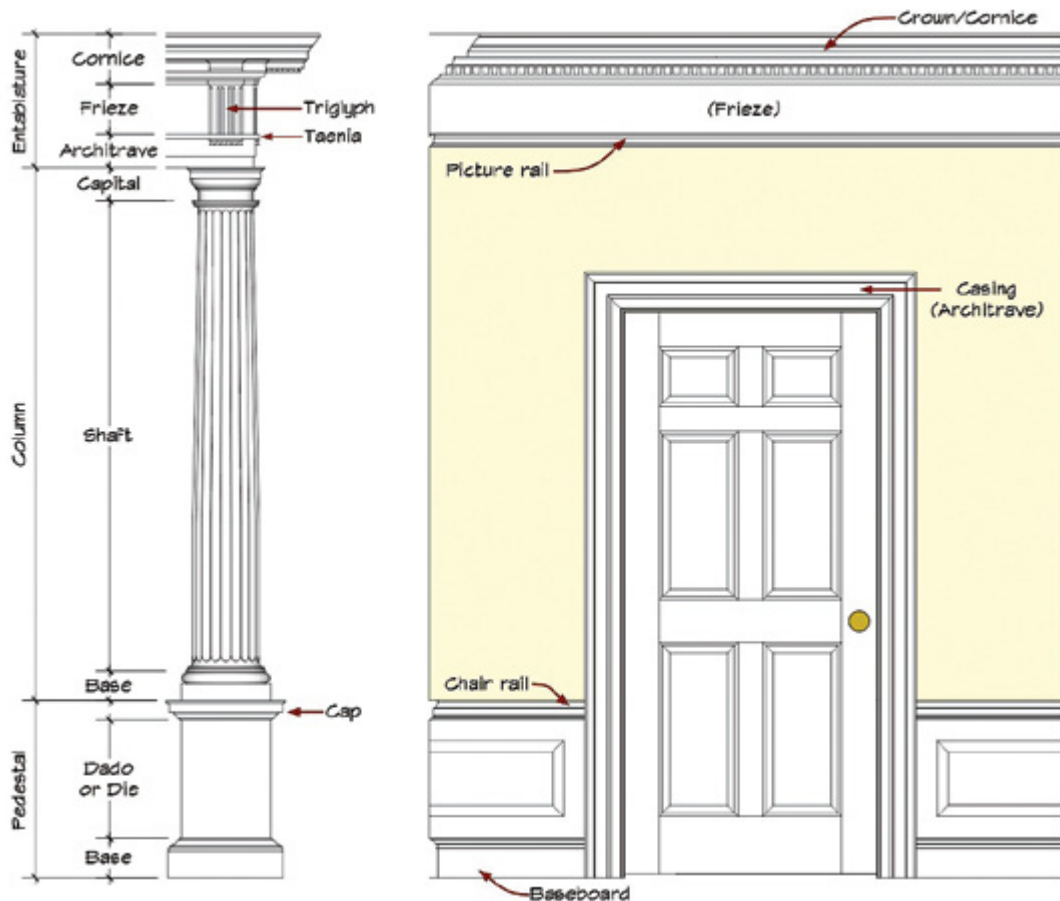 Entablature
Cornice
Frieze
Architrave
Triglyph
Taenia
Column
Capital
Shaft
Base
Pedestal
Cap
Dado
or Die
Base
Crown/Cornice
(Frieze)
Picture rail
Casing
(Architrave)
Chair rail
Baseboard